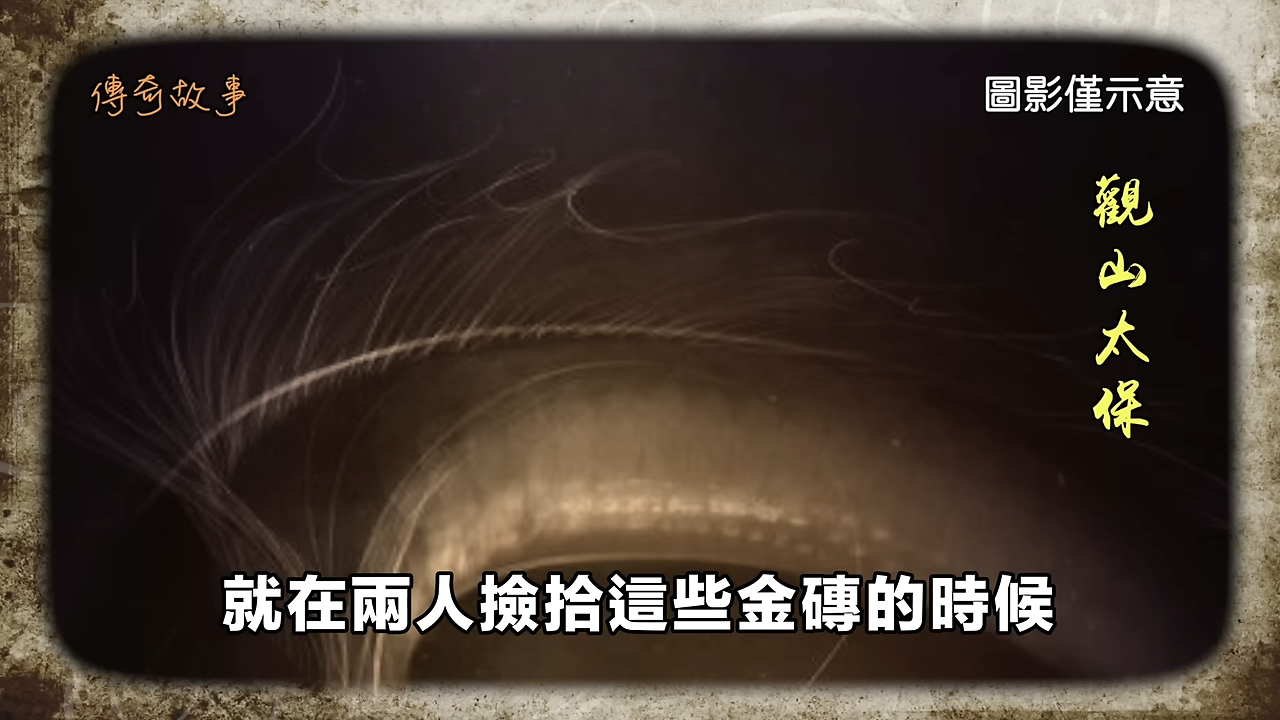 傳奇故事
圖影僅示意
觀山太保
就在兩人撿拾這些金磚的時候